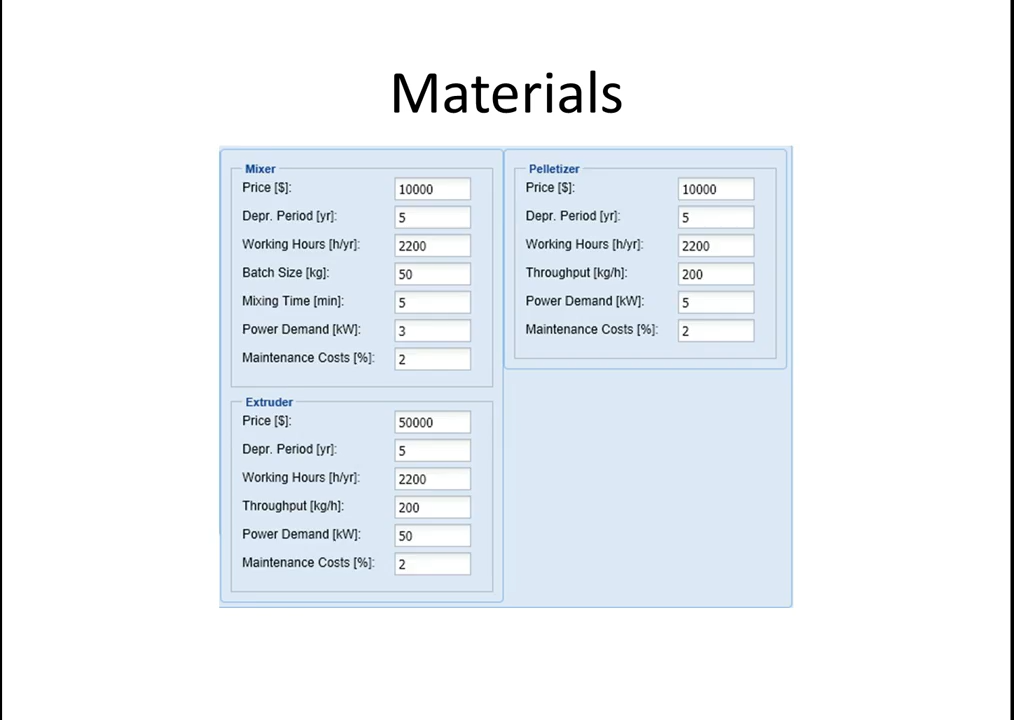 Materials
Mixer
Price [$]: 10000
Depr. Period [yr]: 5
Working Hours [h/yr]: 2200
Batch Size [kg]: 50
Mixing Time [min]: 5
Power Demand [kW]: 3
Maintenance Costs [%]: 2
Extruder
Price [$]: 50000
Depr. Period [yr]: 5
Working Hours [h/yr]: 2200
Throughput [kg/h]: 200
Power Demand [kW]: 50
Maintenance Costs [%]: 2
Pelletizer
Price [$]: 10000
Depr. Period [yr]: 5
Working Hours [h/yr]: 2200
Throughput [kg/h]: 200
Power Demand [kW]: 5
Maintenance Costs [%]: 2